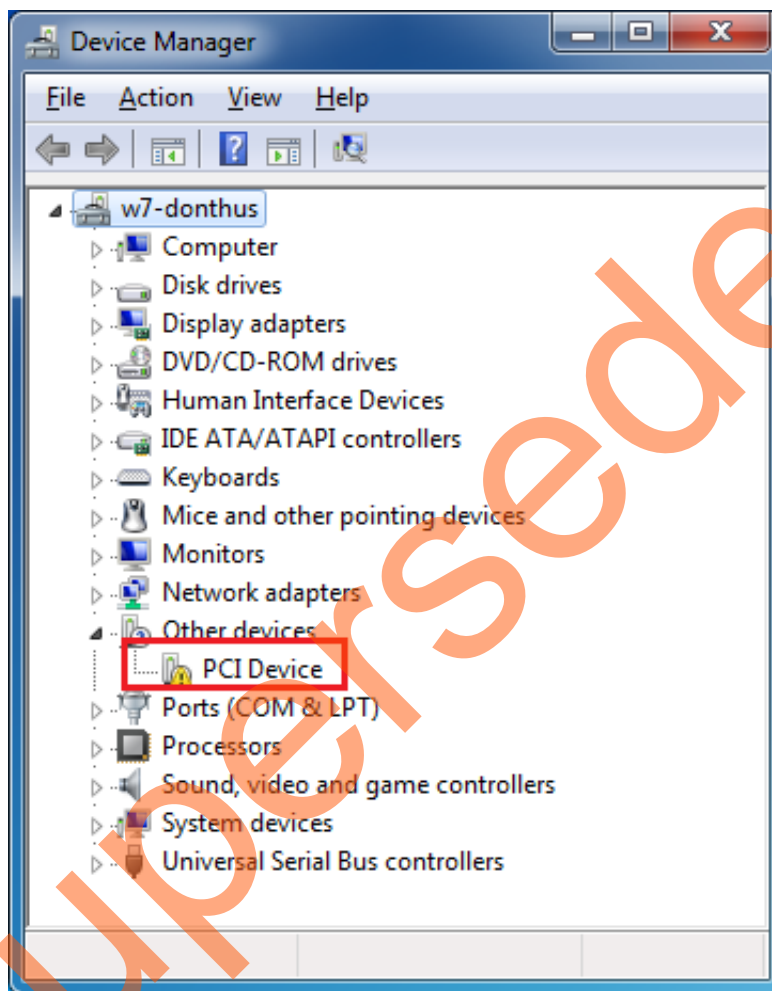 Device Manager
File Action View Help
w7-donthus
Computer
Disk drives
Display adapters
DVD/CD-ROM drives
Human Interface Devices
IDE ATA/ATAPI controllers
Keyboards
Mice and other pointing devices
Monitors
Network adapters
Other devices
PCI Device
Ports (COM & LPT)
Processors
Sound, video and game controllers
System devices
Universal Serial Bus controllers
upersede